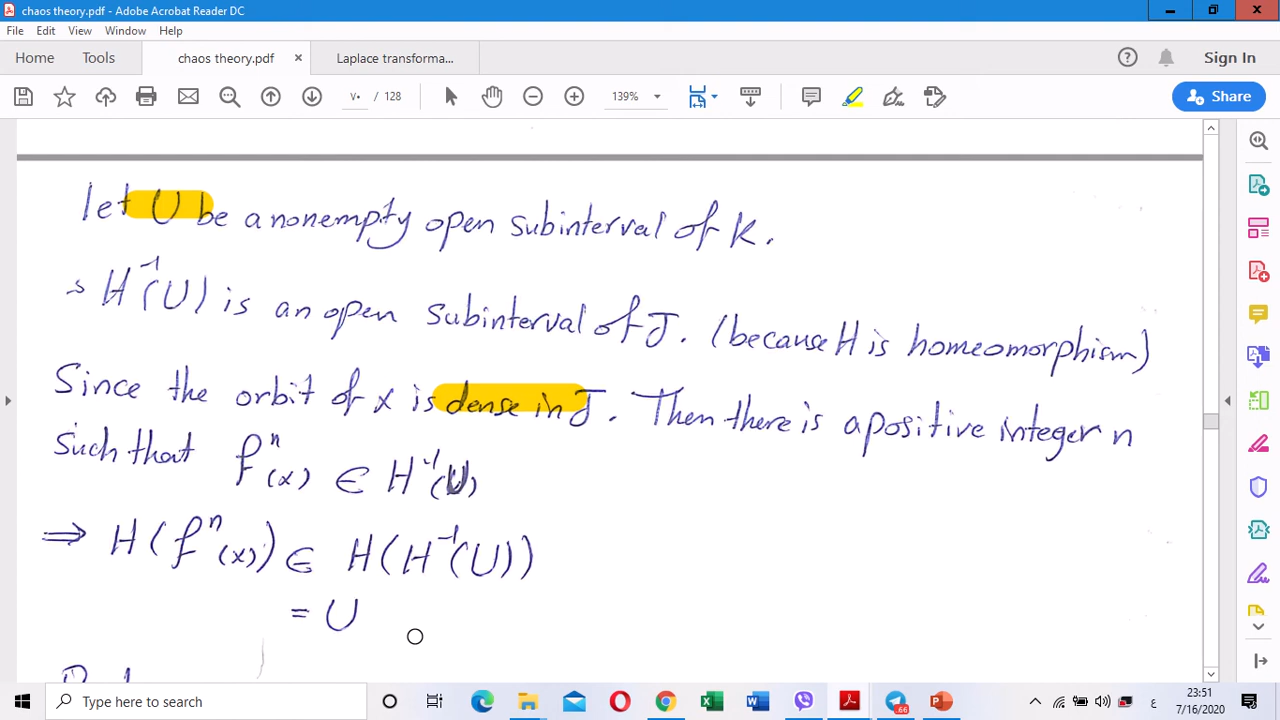 chaos theory.pdf - Adobe Acrobat Reader DC
File Edit View Window Help
Home Tools chaos theory.pdf × Laplace transforma... Sign In
/ 128 139% Share
let U be a nonempty open subinterval of K.
H⁻¹(U) is an open subinterval of J. (because H is homeomorphism)
Since the orbit of x is dense in J. Then there is a positive integer n
such that fⁿ(x) ∈ H⁻¹(U)
⇒ H(fⁿ(x)) ∈ H(H⁻¹(U))
= U
Type here to search
.66
ع
23:51
7/16/2020